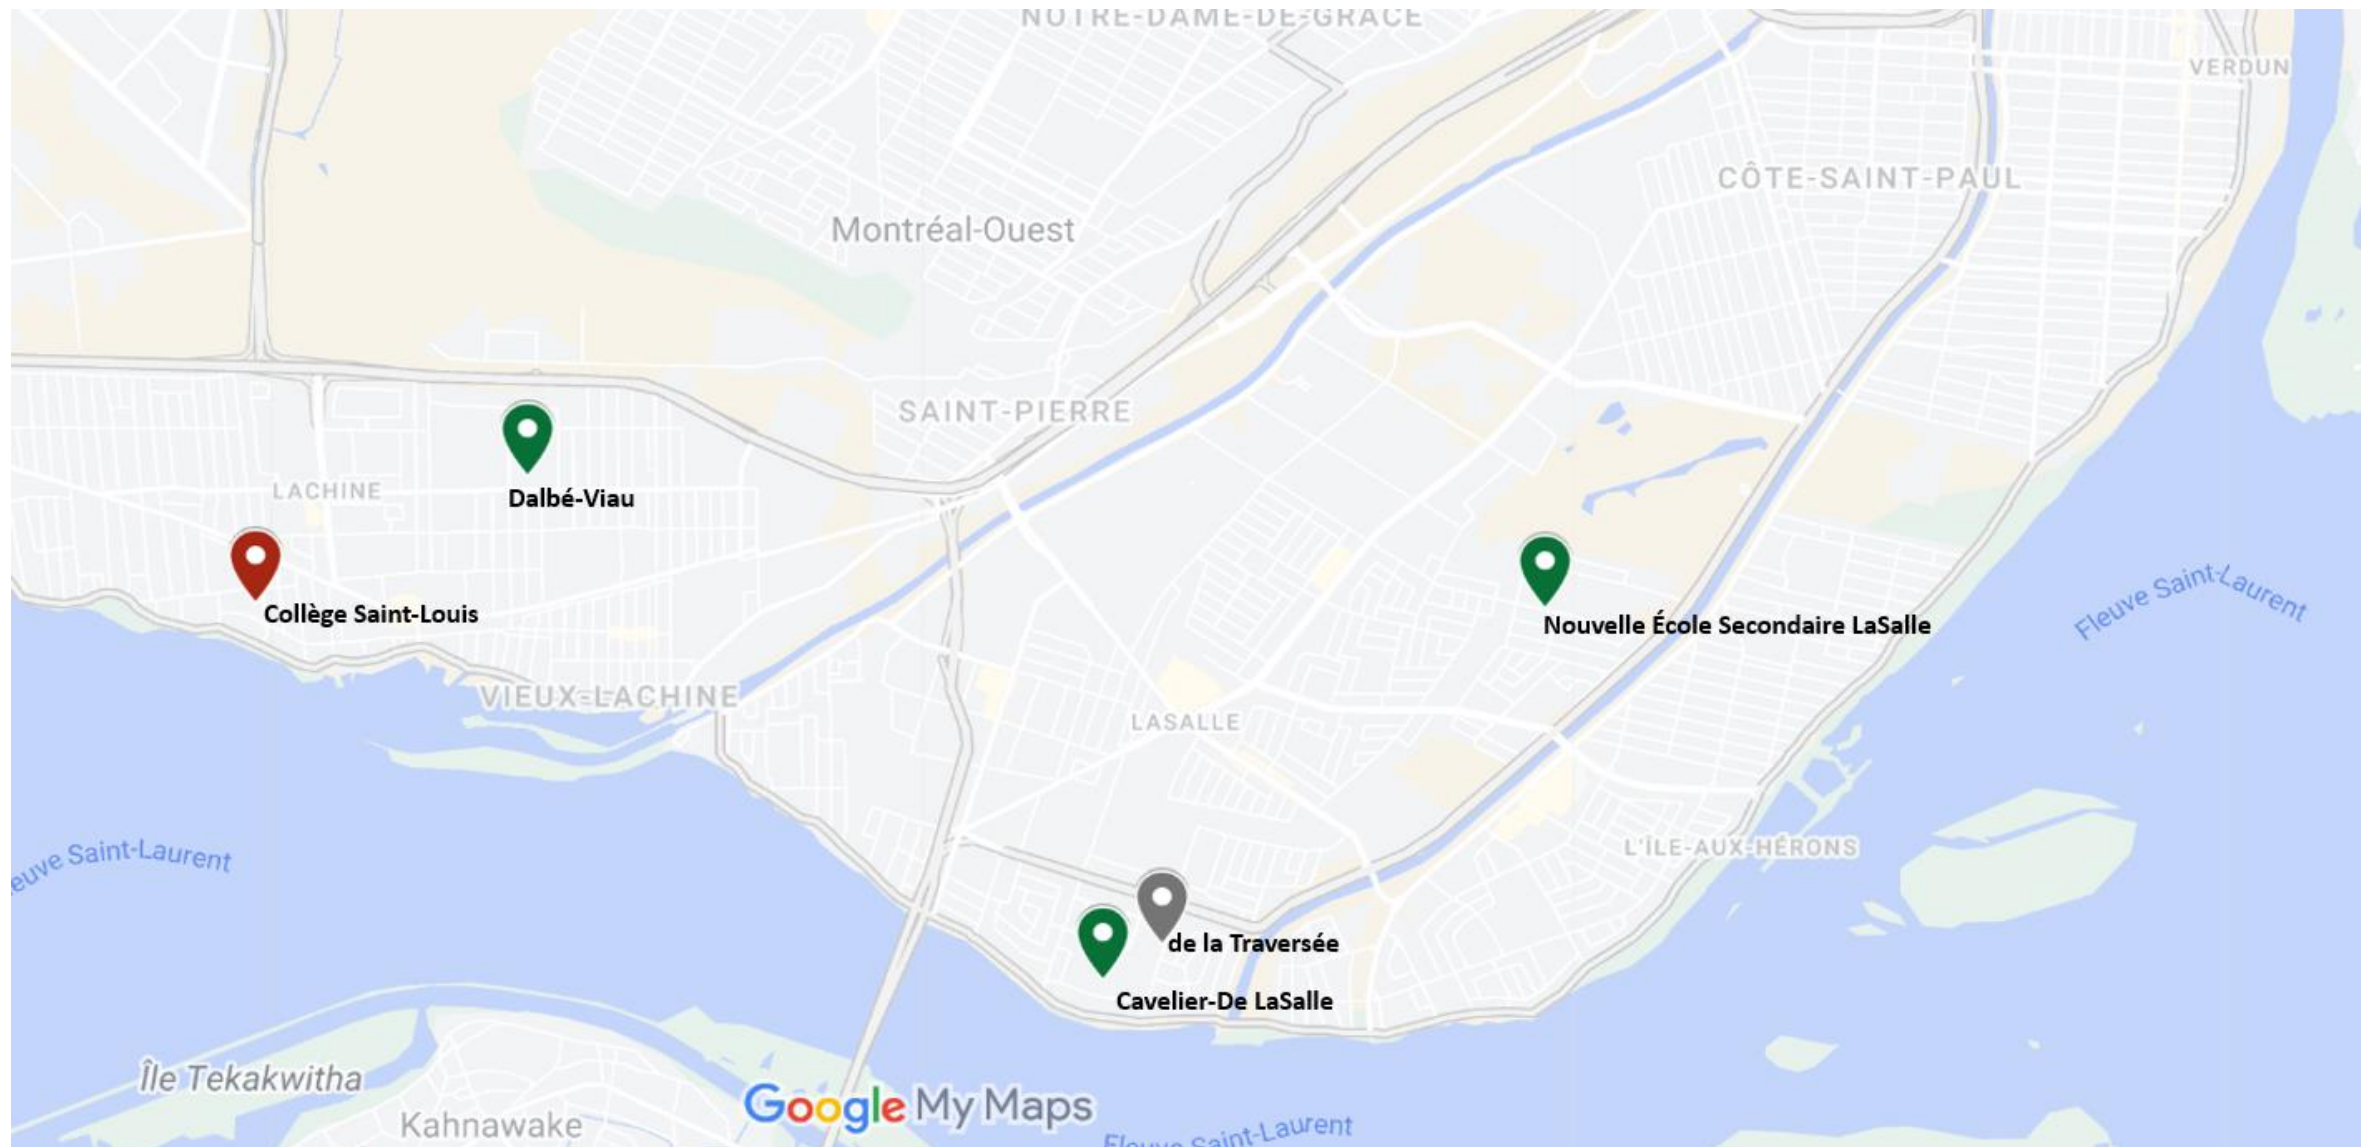 NOTRE-DAME-DE-GRÂCE
VERDUN
CÔTE-SAINT-PAUL
Montréal-Ouest
SAINT-PIERRE
LACHINE
Dalbé-Viau
Collège Saint-Louis
Nouvelle École Secondaire LaSalle
Fleuve Saint-Laurent
VIEUX-LACHINE
LASALLE
L'ÎLE-AUX-HÉRONS
euve Saint-Laurent
de la Traversée
Cavelier-De LaSalle
Île Tekakwitha
Google My Maps
Kahnawake
Fleuve Saint-Laurent